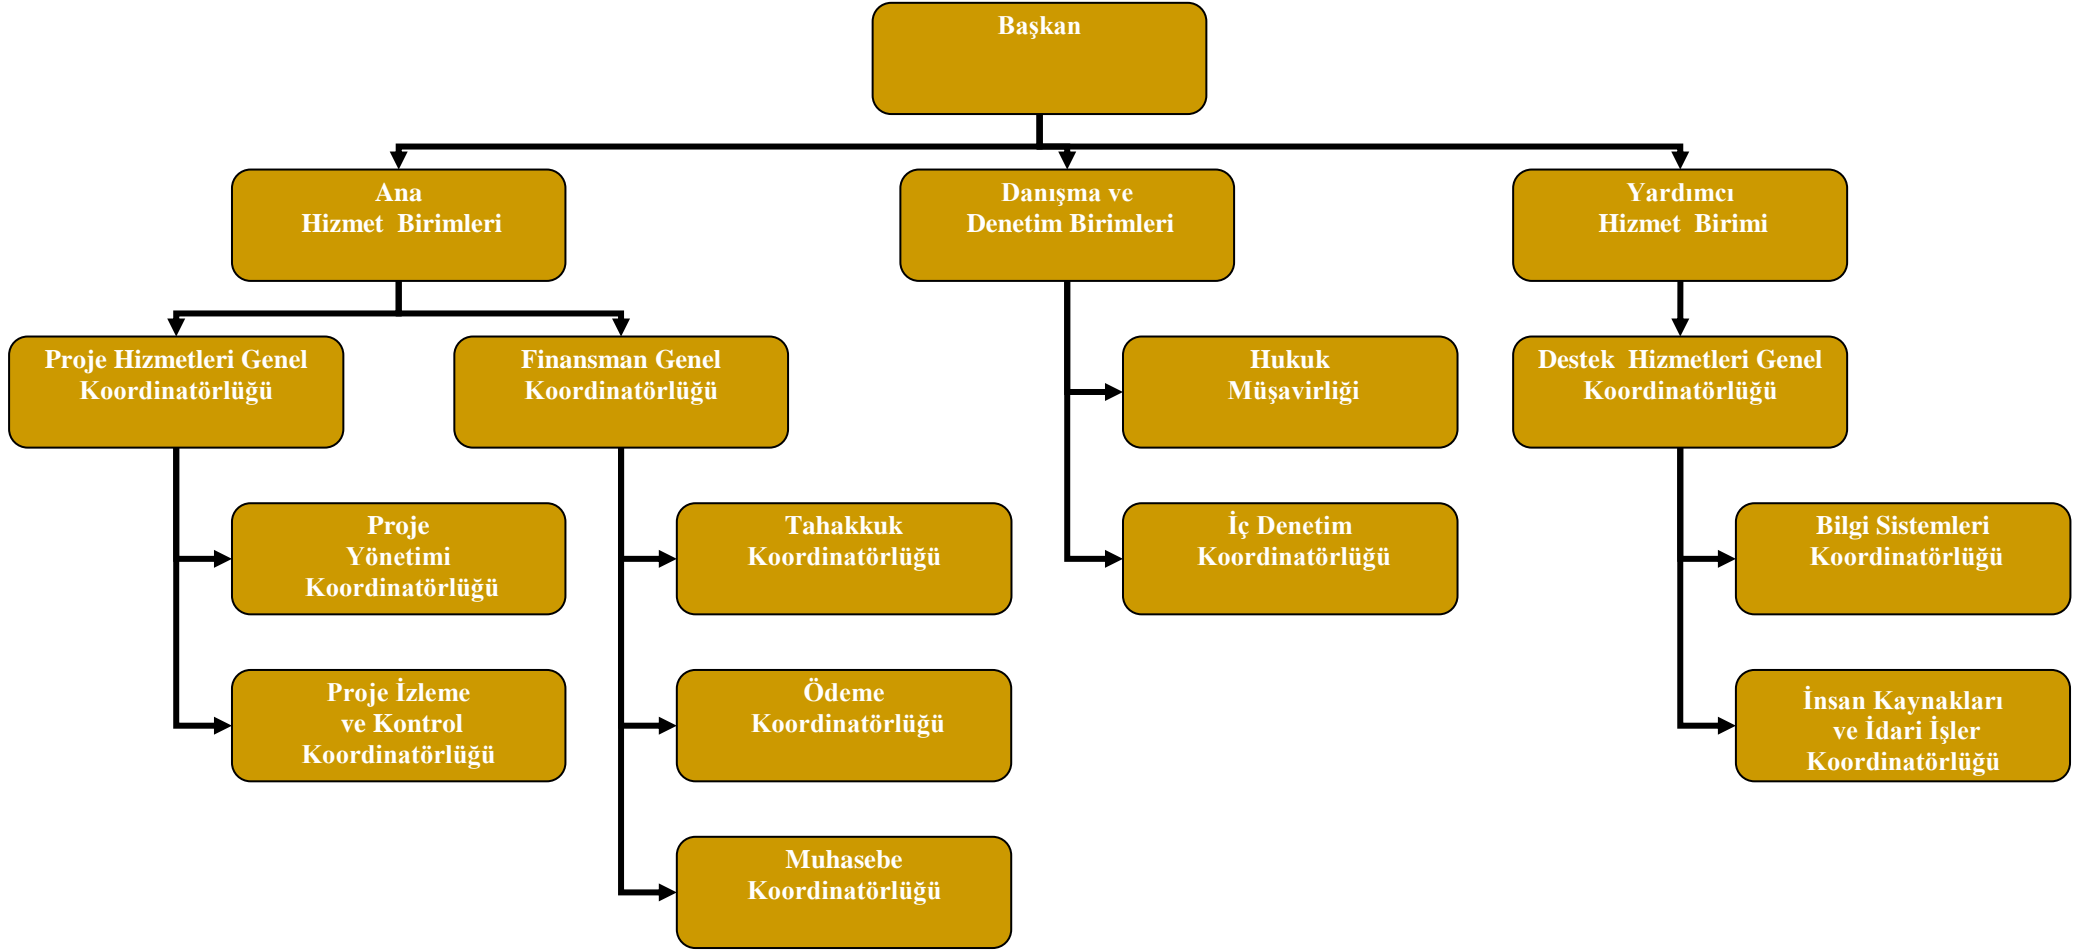 Başkan
Ana
Hizmet  Birimleri
Danışma ve
Denetim Birimleri
Yardımcı
Hizmet  Birimi
Proje Hizmetleri Genel
Koordinatörlüğü
Finansman Genel
Koordinatörlüğü
Hukuk
Müşavirliği
Destek  Hizmetleri Genel
Koordinatörlüğü
Proje
Yönetimi
Koordinatörlüğü
Tahakkuk
Koordinatörlüğü
İç Denetim
Koordinatörlüğü
Bilgi Sistemleri
Koordinatörlüğü
Proje İzleme
ve Kontrol
Koordinatörlüğü
Ödeme
Koordinatörlüğü
İnsan Kaynakları
ve İdari İşler
Koordinatörlüğü
Muhasebe
Koordinatörlüğü